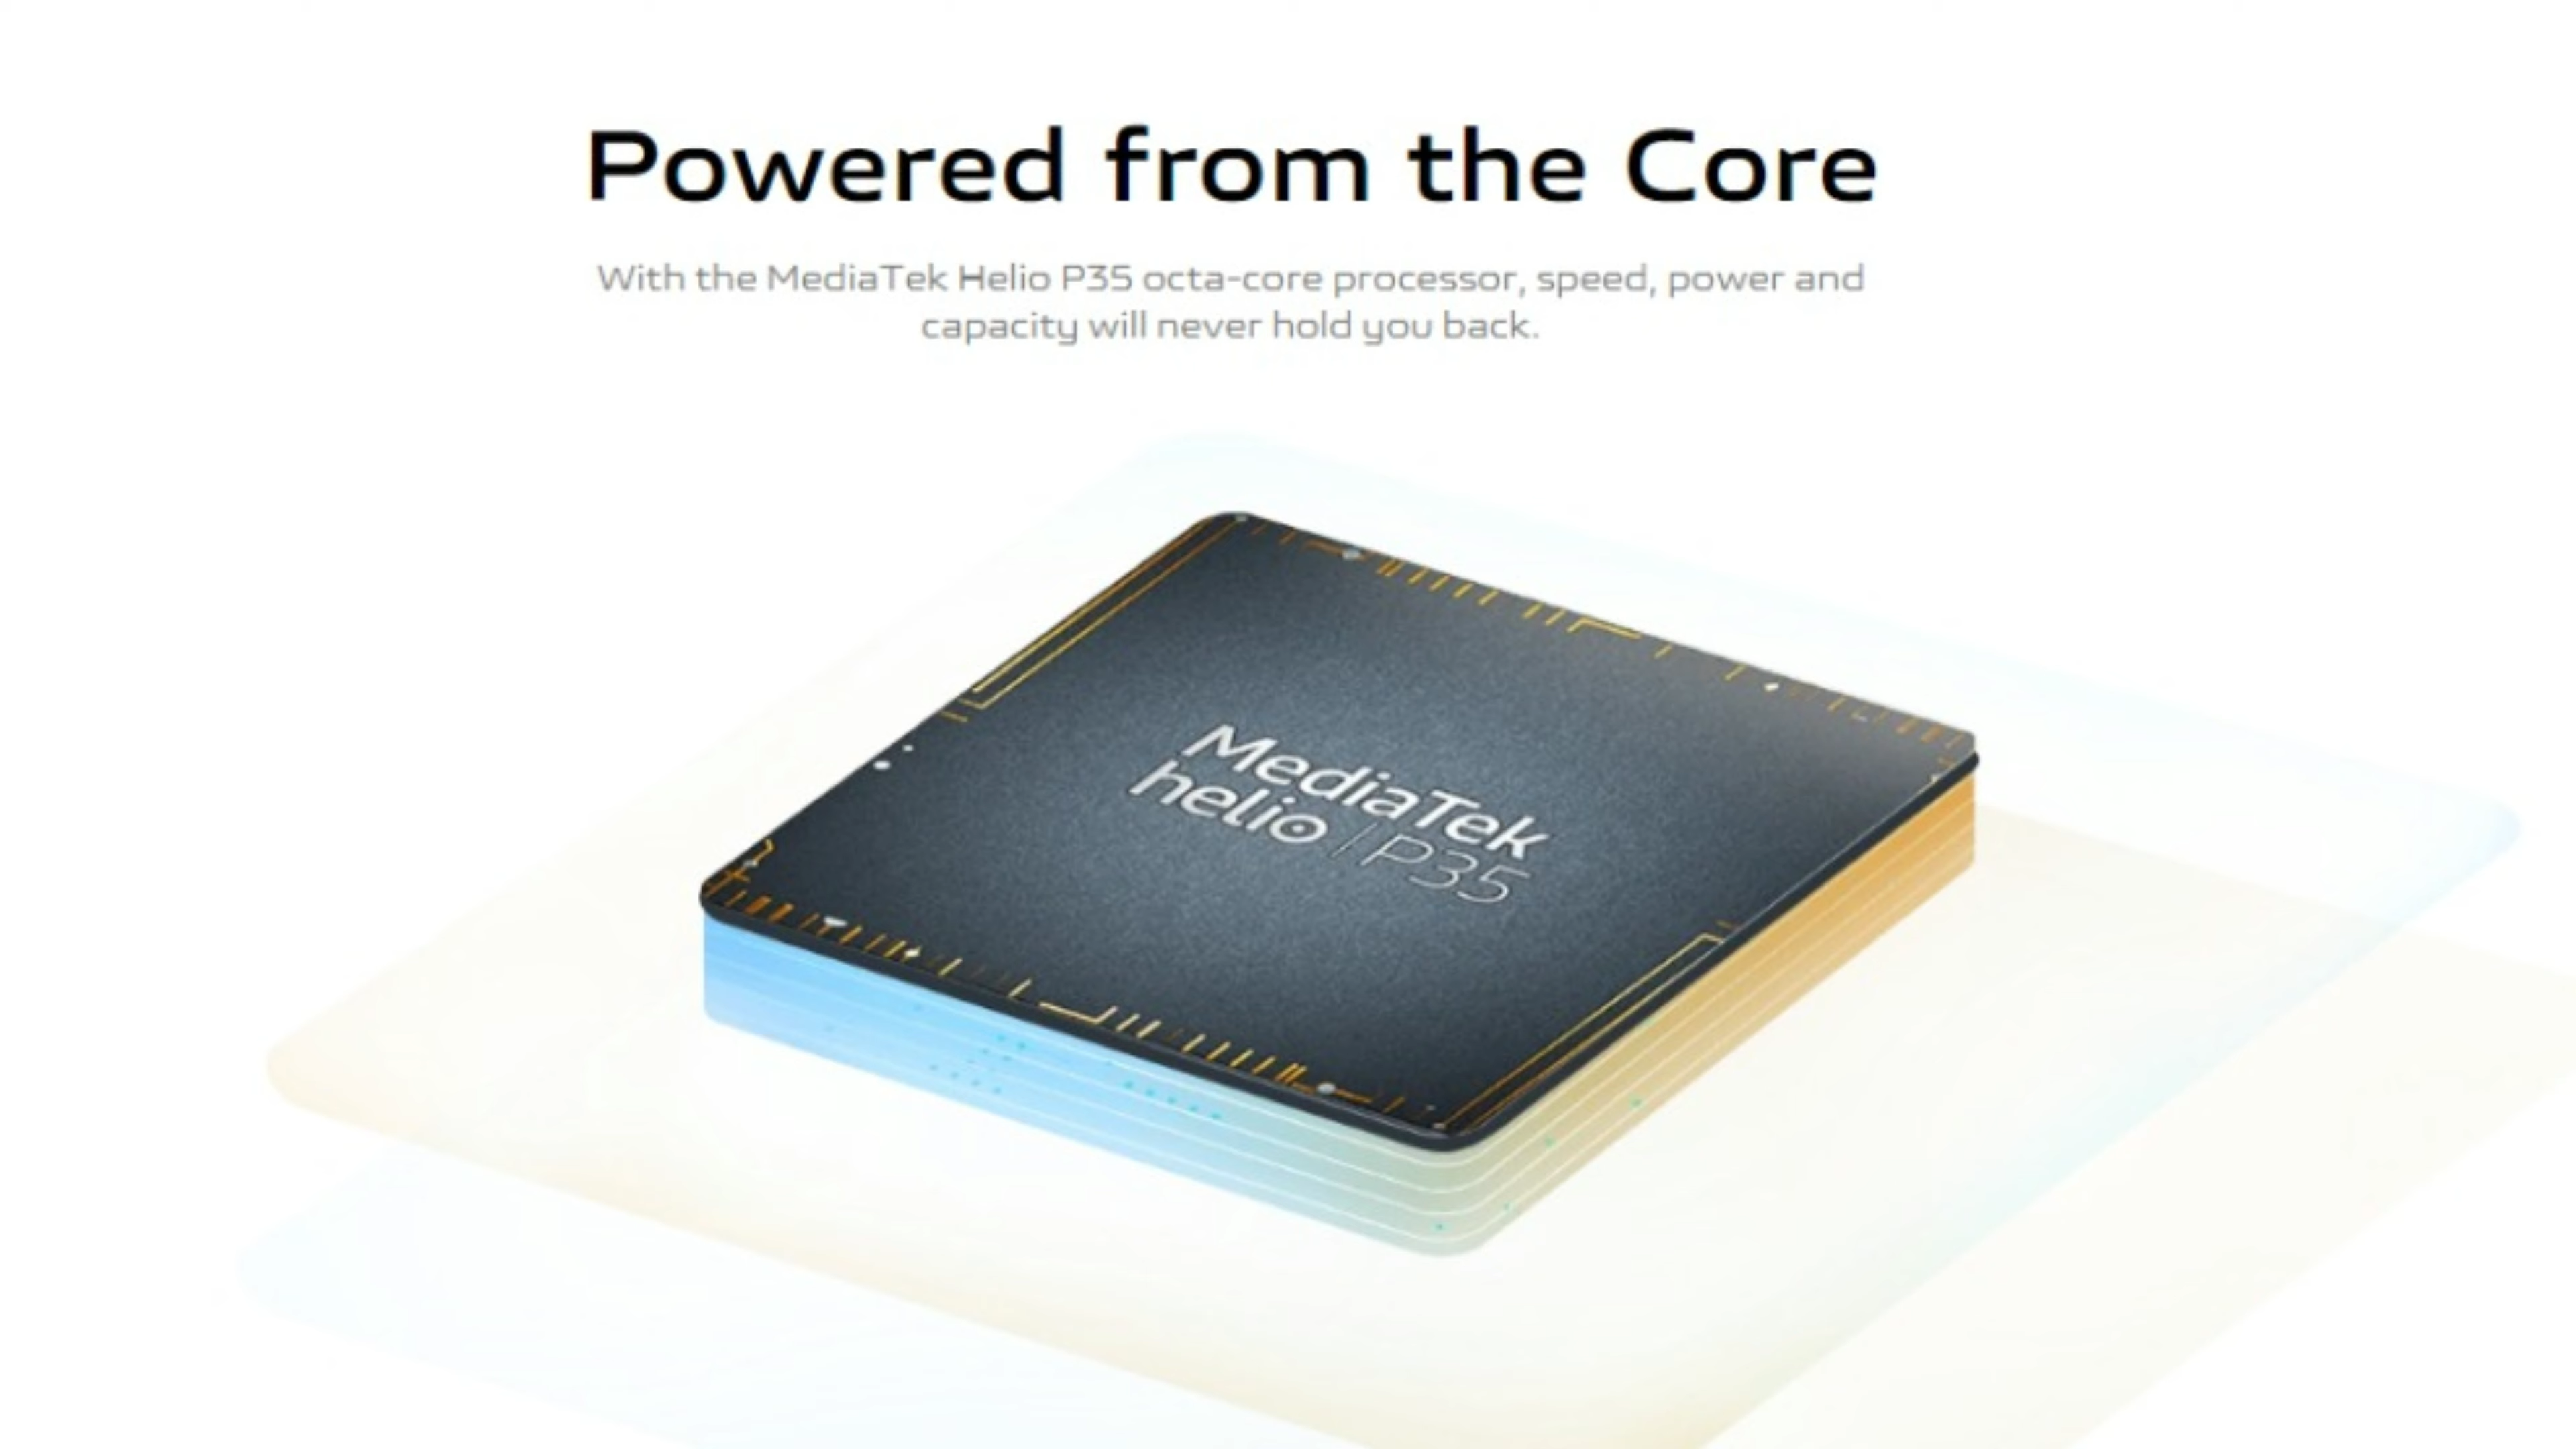 Powered from the Core
With the MediaTek Helio P35 octa-core processor, speed, power and
capacity will never hold you back.
MediaTek
helio | P35